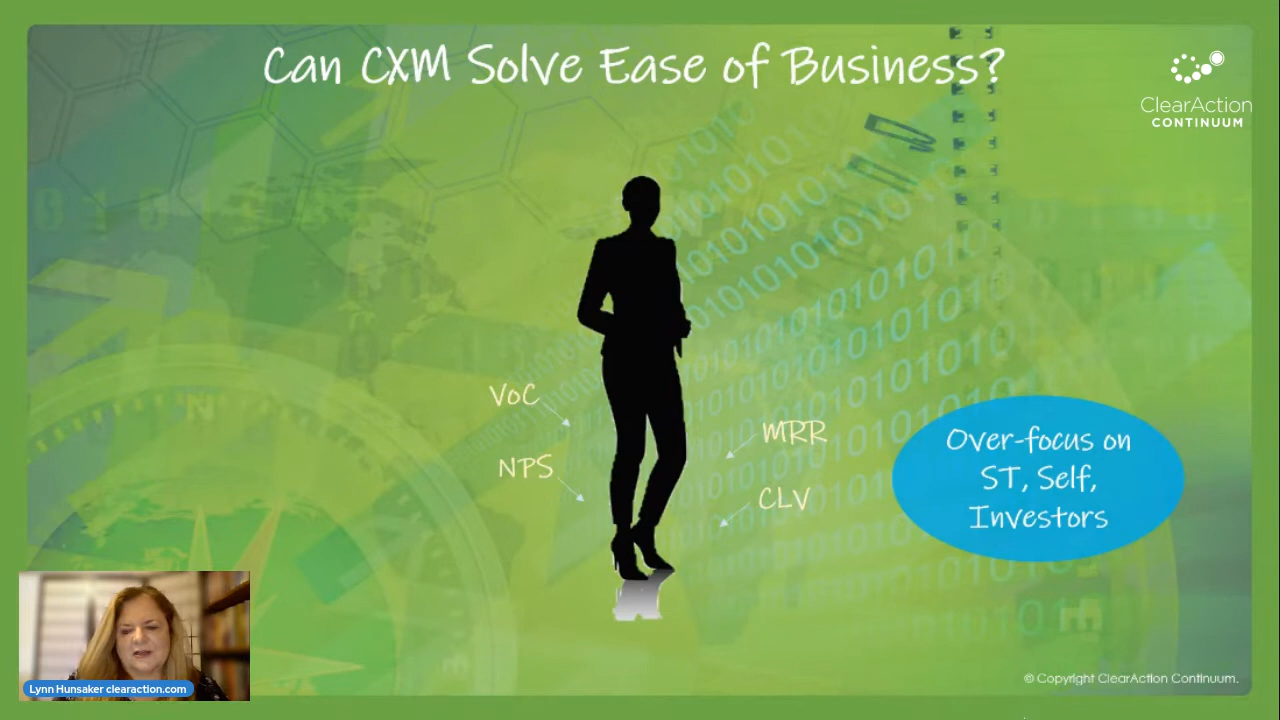 Can CXM Solve Ease of Business?
ClearAction
CONTINUUM
VoC
NPS
MRR
CLV
Over-focus on
ST, Self,
Investors
Lynn Hunsaker clearaction.com
© Copyright ClearAction Continuum.